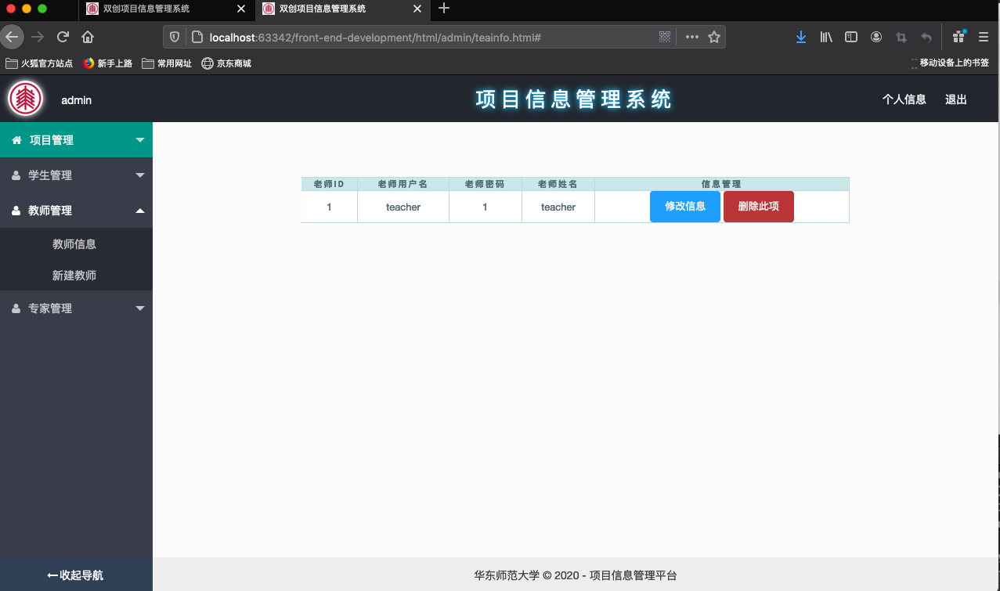 双创项目信息管理系统
双创项目信息管理系统
localhost:63342/front-end-development/html/admin/teainfo.html#
火狐官方站点 新手上路 常用网址 京东商城 移动设备上的书签
admin 项目信息管理系统 个人信息 退出
项目管理
学生管理
教师管理
教师信息
新建教师
专家管理
老师ID 老师用户名 老师密码 老师姓名 信息管理
1 teacher 1 teacher 修改信息 删除此项
收起导航
华东师范大学 © 2020 - 项目信息管理平台